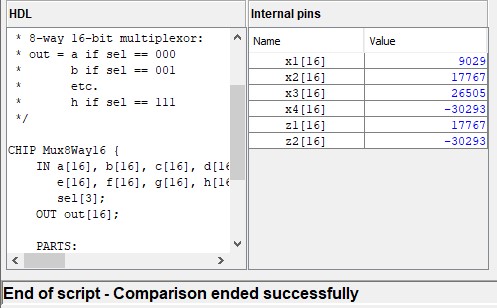 HDL
* 8-way 16-bit multiplexor:
* out = a if sel == 000
* b if sel == 001
* etc.
* h if sel == 111
*/
CHIP Mux8Way16 {
IN a[16], b[16], c[16], d[16
e[16], f[16], g[16], h[16
sel[3];
OUT out[16];
PARTS:
Internal pins
Name Value
x1[16] 9029
x2[16] 17767
x3[16] 26505
x4[16] -30293
z1[16] 17767
z2[16] -30293
End of script - Comparison ended successfully